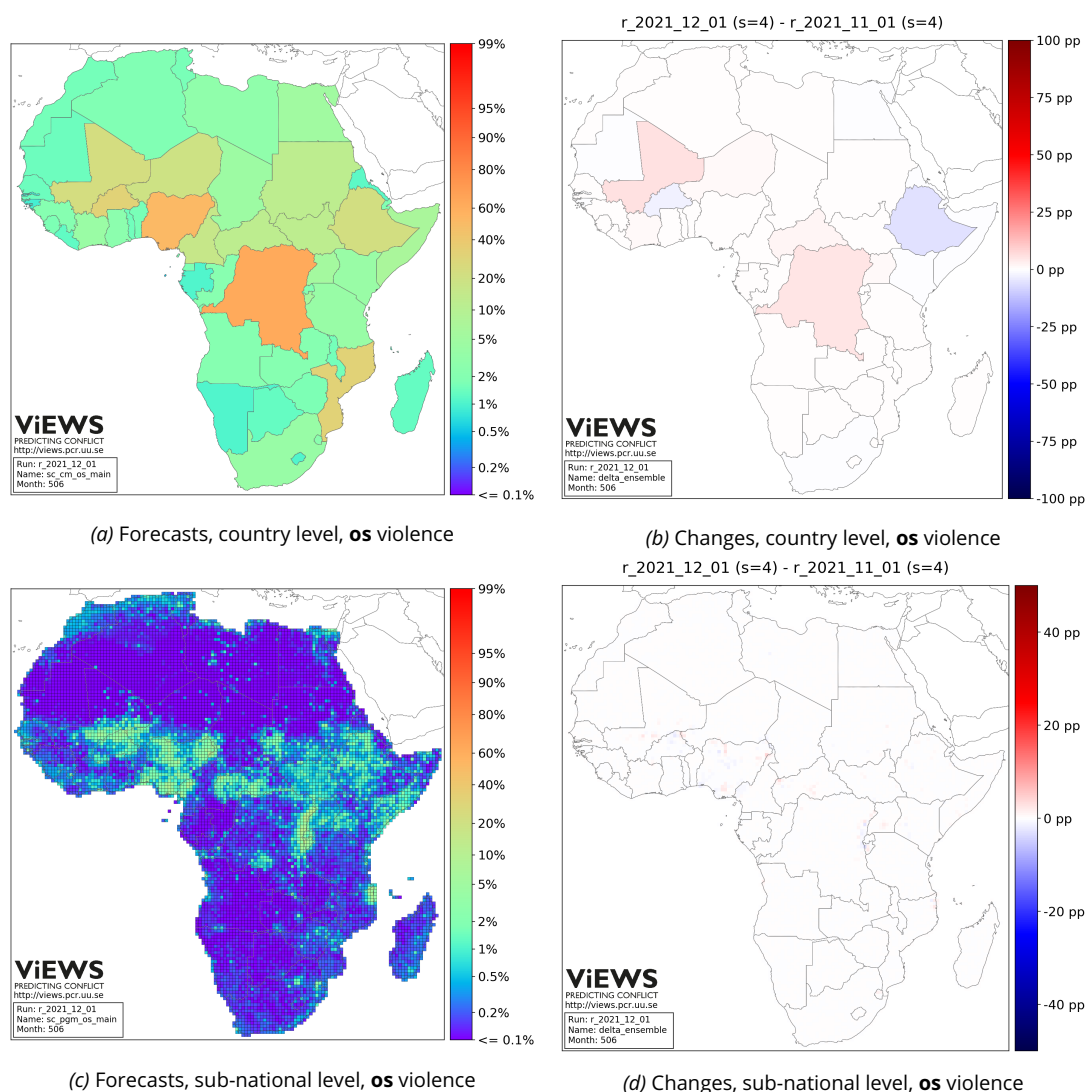 r_2021_12_01 (s=4) - r_2021_11_01 (s=4)
99%
95%
90%
80%
60%
40%
20%
10%
5%
2%
1%
0.5%
0.2%
<= 0.1%
ViEWS
PREDICTING CONFLICT
http://views.pcr.uu.se
Run: r_2021_12_01
Name: sc_cm_os_main
Month: 506
100 pp
75 pp
50 pp
25 pp
0 pp
-25 pp
-50 pp
-75 pp
-100 pp
ViEWS
PREDICTING CONFLICT
http://views.pcr.uu.se
Run: r_2021_12_01
Name: delta_ensemble
Month: 506
(a) Forecasts, country level, os violence
(b) Changes, country level, os violence
r_2021_12_01 (s=4) - r_2021_11_01 (s=4)
99%
95%
90%
80%
60%
40%
20%
10%
5%
2%
1%
0.5%
0.2%
<= 0.1%
ViEWS
PREDICTING CONFLICT
http://views.pcr.uu.se
Run: r_2021_12_01
Name: sc_pgm_os_main
Month: 506
40 pp
20 pp
0 pp
-20 pp
-40 pp
ViEWS
PREDICTING CONFLICT
http://views.pcr.uu.se
Run: r_2021_12_01
Name: delta_ensemble
Month: 506
(c) Forecasts, sub-national level, os violence
(d) Changes, sub-national level, os violence